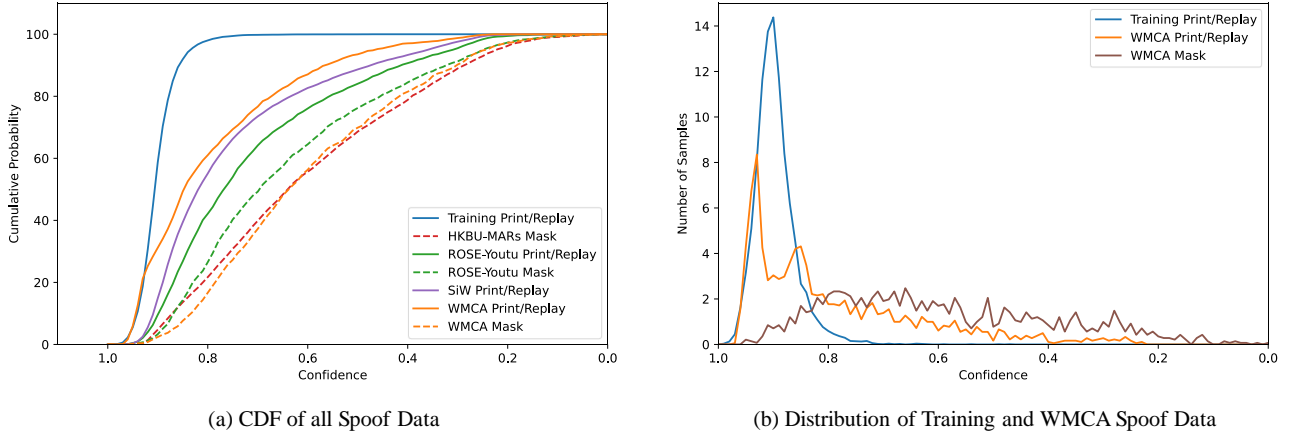 100
80
60
40
20
0
Cumulative Probability
1.0 0.8 0.6 0.4 0.2 0.0
Confidence
Training Print/Replay
HKBU-MARs Mask
ROSE-Youtu Print/Replay
ROSE-Youtu Mask
SiW Print/Replay
WMCA Print/Replay
WMCA Mask
(a) CDF of all Spoof Data
14
12
10
8
6
4
2
0
Number of Samples
1.0 0.8 0.6 0.4 0.2 0.0
Confidence
Training Print/Replay
WMCA Print/Replay
WMCA Mask
(b) Distribution of Training and WMCA Spoof Data